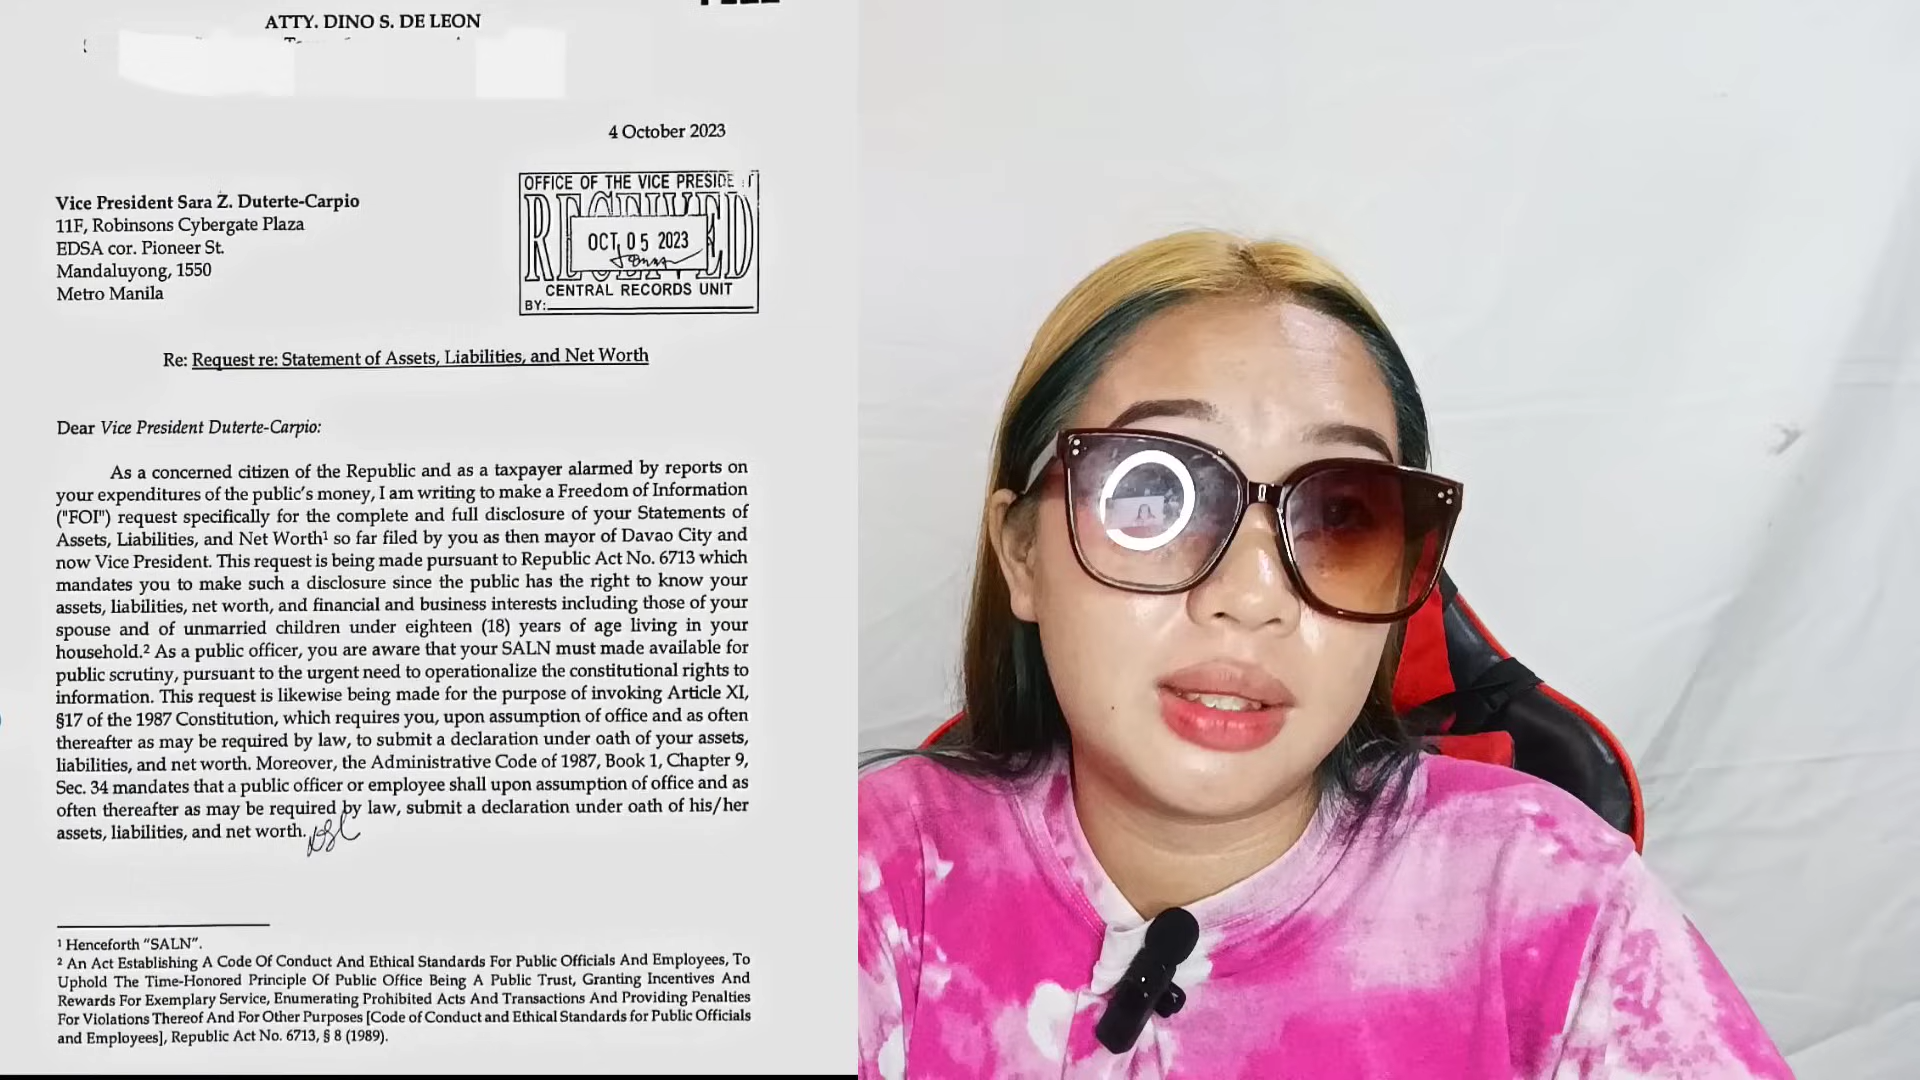 ATTY. DINO S. DE LEON
4 October 2023
OFFICE OF THE VICE PRESIDE T
RECEIVED
OCT 05 2023
CENTRAL RECORDS UNIT
BY:
Vice President Sara Z. Duterte-Carpio
11F, Robinsons Cybergate Plaza
EDSA cor. Pioneer St.
Mandaluyong, 1550
Metro Manila
Re: Request re: Statement of Assets, Liabilities, and Net Worth
Dear Vice President Duterte-Carpio:
As a concerned citizen of the Republic and as a taxpayer alarmed by reports on
your expenditures of the public's money, I am writing to make a Freedom of Information
("FOI") request specifically for the complete and full disclosure of your Statements of
Assets, Liabilities, and Net Worth¹ so far filed by you as then mayor of Davao City and
now Vice President. This request is being made pursuant to Republic Act No. 6713 which
mandates you to make such a disclosure since the public has the right to know your
assets, liabilities, net worth, and financial and business interests including those of your
spouse and of unmarried children under eighteen (18) years of age living in your
household.² As a public officer, you are aware that your SALN must made available for
public scrutiny, pursuant to the urgent need to operationalize the constitutional rights to
information. This request is likewise being made for the purpose of invoking Article XI,
§17 of the 1987 Constitution, which requires you, upon assumption of office and as often
thereafter as may be required by law, to submit a declaration under oath of your assets,
liabilities, and net worth. Moreover, the Administrative Code of 1987, Book 1, Chapter 9,
Sec. 34 mandates that a public officer or employee shall upon assumption of office and as
often thereafter as may be required by law, submit a declaration under oath of his/her
assets, liabilities, and net worth.
¹ Henceforth “SALN”.
² An Act Establishing A Code Of Conduct And Ethical Standards For Public Officials And Employees, To
Uphold The Time-Honored Principle Of Public Office Being A Public Trust, Granting Incentives And
Rewards For Exemplary Service, Enumerating Prohibited Acts And Transactions And Providing Penalties
For Violations Thereof And For Other Purposes [Code of Conduct and Ethical Standards for Public Officials
and Employees], Republic Act No. 6713, § 8 (1989).